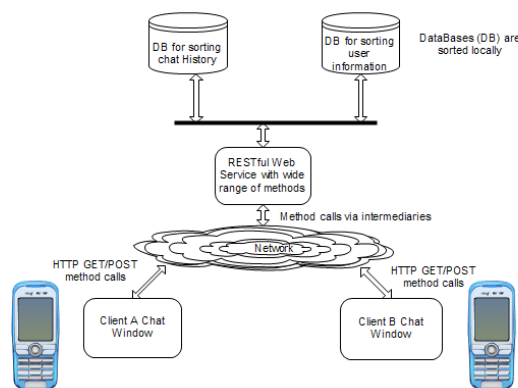 DB for sorting
chat History
DB for sorting
user
information
DataBases (DB) are
sorted locally
RESTful Web
Service with wide
range of methods
Method calls via intermediaries
Network
HTTP GET/POST
method calls
HTTP GET/POST
method calls
Client A Chat
Window
Client B Chat
Window